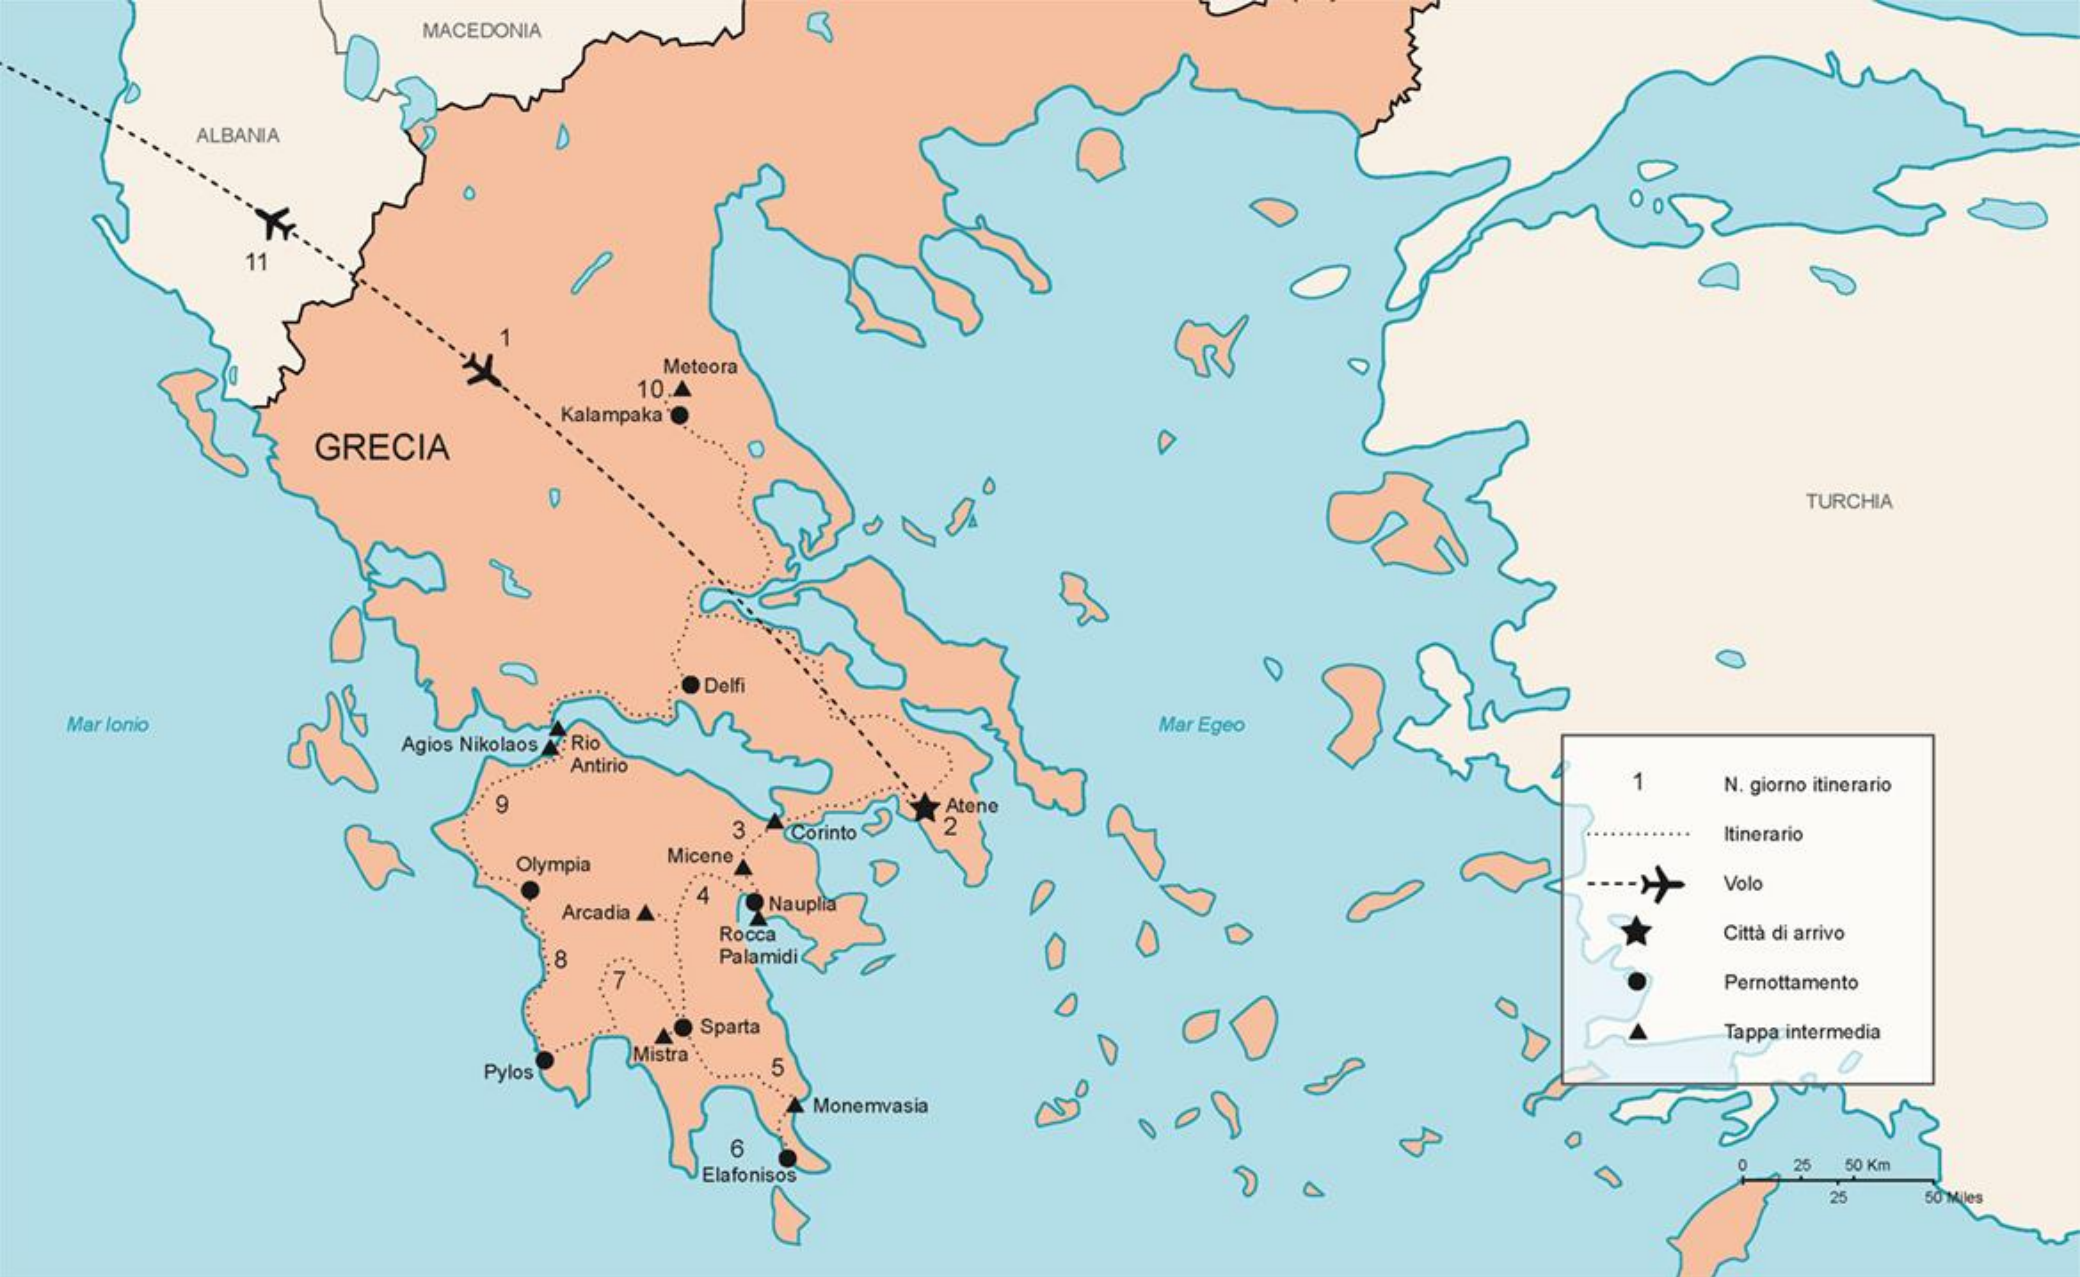 MACEDONIA
ALBANIA
11
1
Meteora
10
Kalampaka
GRECIA
TURCHIA
Delfi
Mar Ionio
Mar Egeo
Agios Nikolaos
Rio
Antirio
9
Atene
2
3
Corinto
Micene
Olympia
4
Nauplia
Arcadia
Rocca
Palamidi
8
7
Sparta
Mistra
Pylos
5
Monemvasia
6
Elafonisos
1 N. giorno itinerario
Itinerario
Volo
Città di arrivo
Pernottamento
Tappa intermedia
0 25 50 Km
25 50 Miles